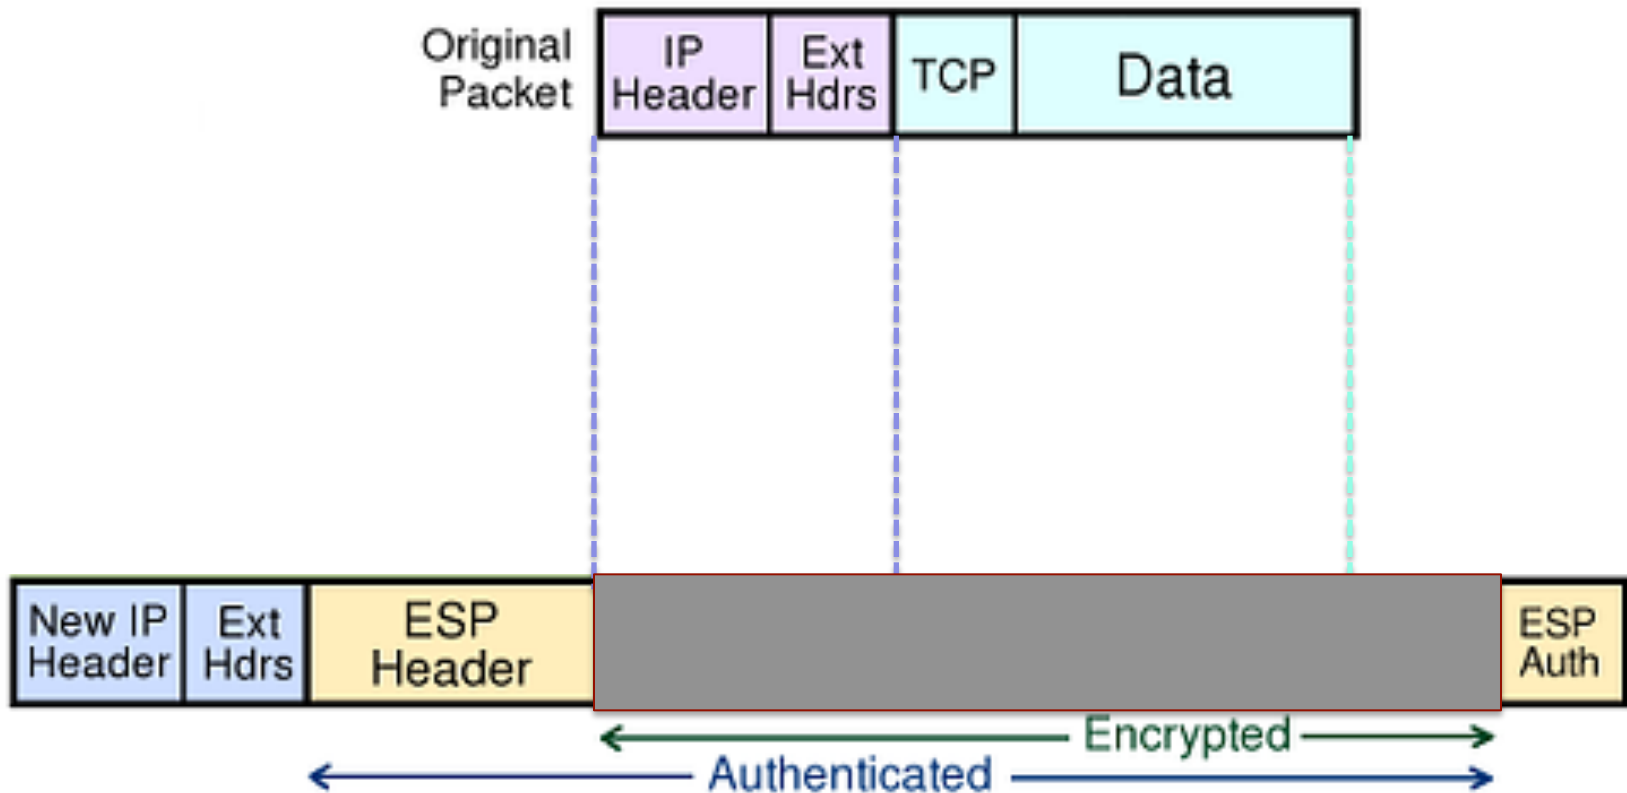 Original
Packet
IP
Header
Ext
Hdrs
TCP
Data
New IP
Header
Ext
Hdrs
ESP
Header
ESP
Auth
Encrypted
Authenticated